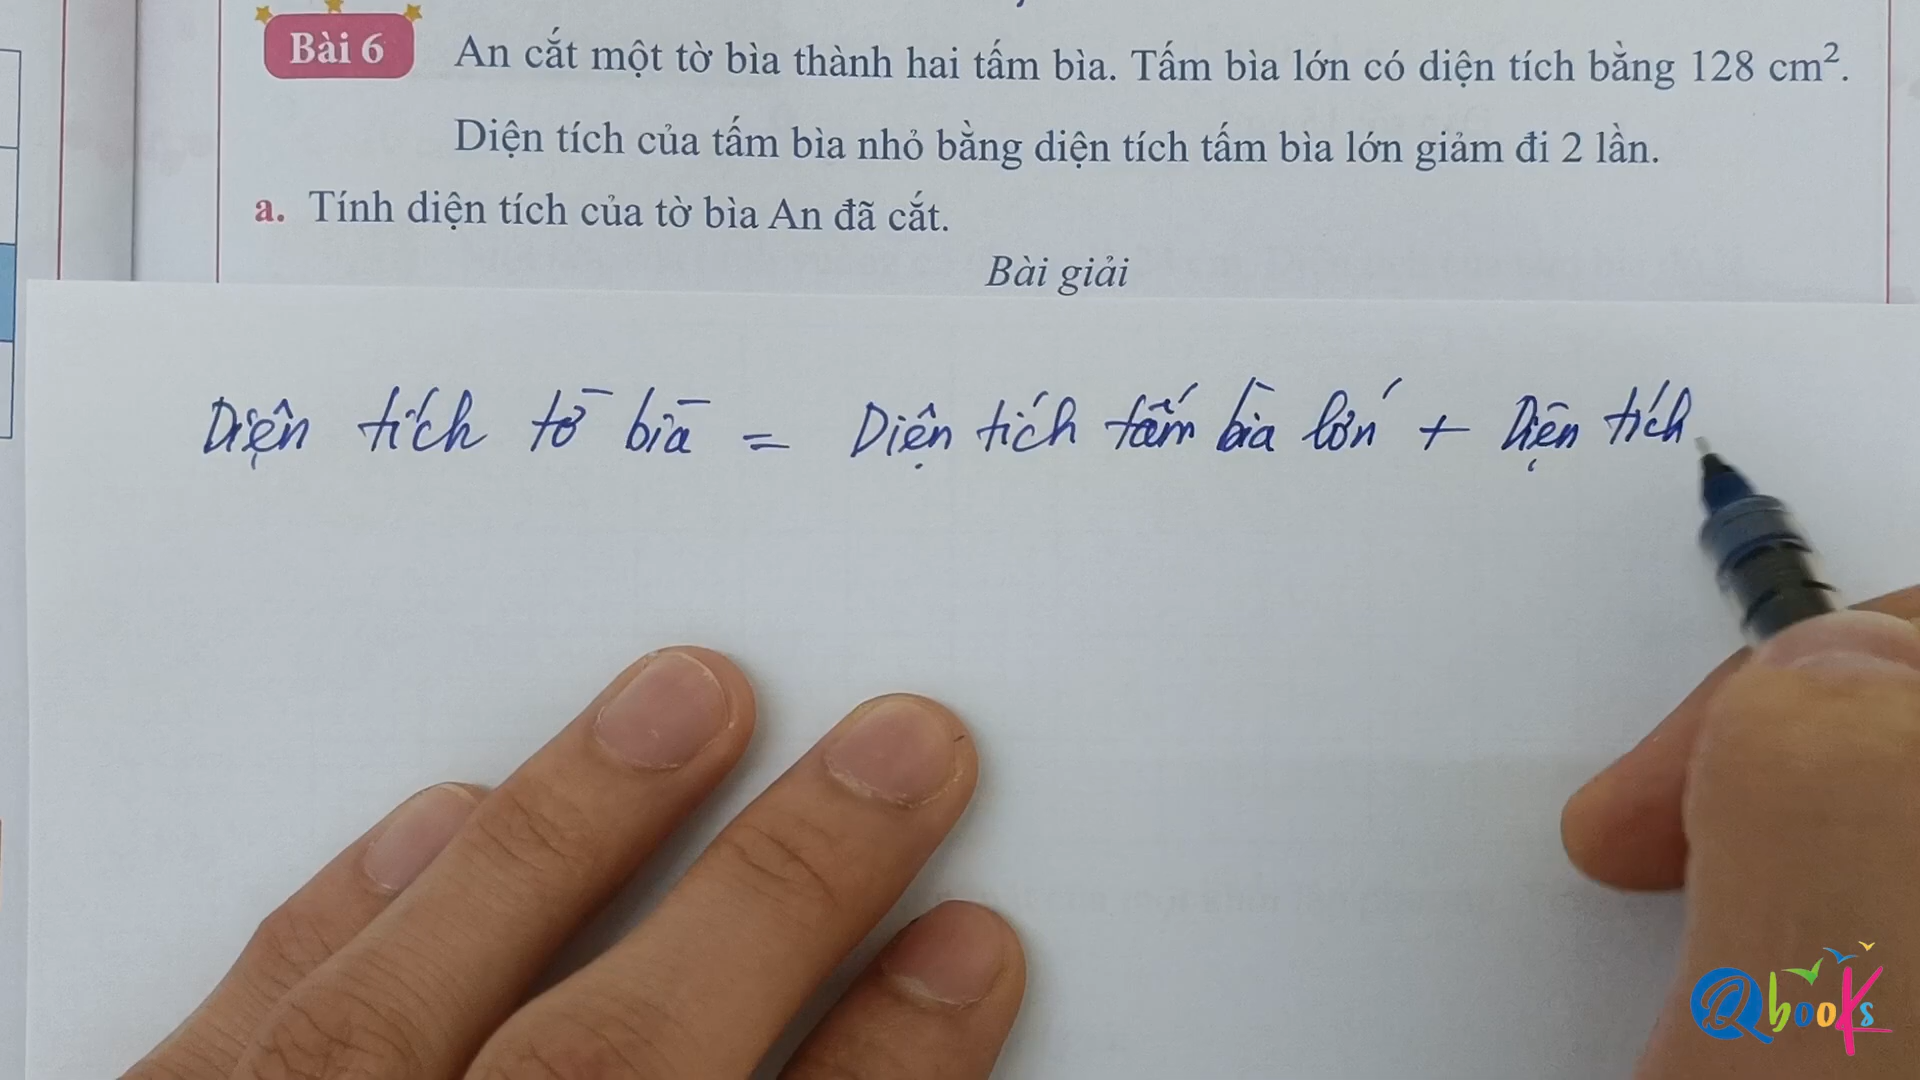 Bài 6 An cắt một tờ bìa thành hai tấm bìa. Tấm bìa lớn có diện tích bằng 128 cm².
Diện tích của tấm bìa nhỏ bằng diện tích tấm bìa lớn giảm đi 2 lần.
a. Tính diện tích của tờ bìa An đã cắt.
Bài giải
Diện tích tờ bìa = Diện tích tấm bìa lớn + Diện tích
Qbooks